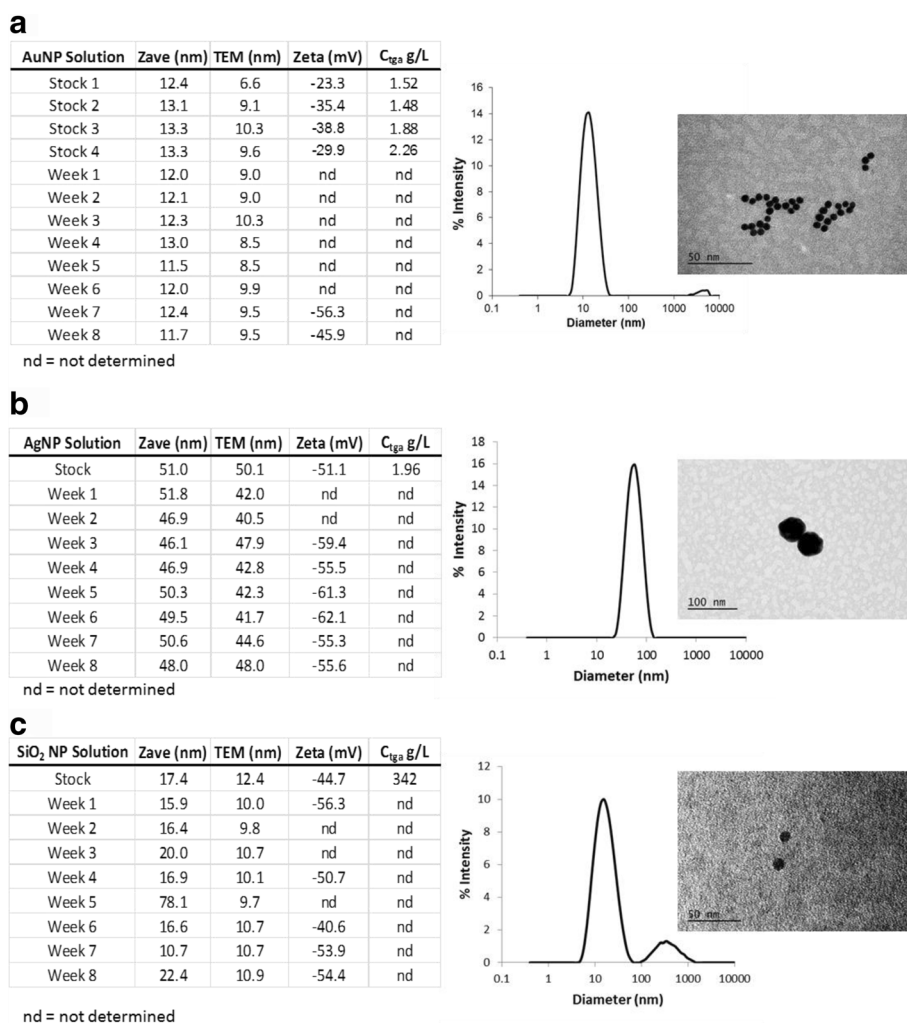 a
AuNP Solution Zave (nm) TEM (nm) Zeta (mV) Ctga g/L
Stock 1 12.4 6.6 -23.3 1.52
Stock 2 13.1 9.1 -35.4 1.48
Stock 3 13.3 10.3 -38.8 1.88
Stock 4 13.3 9.6 -29.9 2.26
Week 1 12.0 9.0 nd nd
Week 2 12.1 9.0 nd nd
Week 3 12.3 10.3 nd nd
Week 4 13.0 8.5 nd nd
Week 5 11.5 8.5 nd nd
Week 6 12.0 9.9 nd nd
Week 7 12.4 9.5 -56.3 nd
Week 8 11.7 9.5 -45.9 nd
nd = not determined
16
14
12
10
8
6
4
2
0
% Intensity
0.1 1 10 100 1000 10000
Diameter (nm)
50 nm
b
AgNP Solution Zave (nm) TEM (nm) Zeta (mV) Ctga g/L
Stock 51.0 50.1 -51.1 1.96
Week 1 51.8 42.0 nd nd
Week 2 46.9 40.5 nd nd
Week 3 46.1 47.9 -59.4 nd
Week 4 46.9 42.8 -55.5 nd
Week 5 50.3 42.3 -61.3 nd
Week 6 49.5 41.7 -62.1 nd
Week 7 50.6 44.6 -55.3 nd
Week 8 48.0 48.0 -55.6 nd
nd = not determined
18
16
14
12
10
8
6
4
2
0
% Intensity
0.1 1 10 100 1000 10000
Diameter (nm)
100 nm
c
SiO₂ NP Solution Zave (nm) TEM (nm) Zeta (mV) Ctga g/L
Stock 17.4 12.4 -44.7 342
Week 1 15.9 10.0 -56.3 nd
Week 2 16.4 9.8 nd nd
Week 3 20.0 10.7 nd nd
Week 4 16.9 10.1 -50.7 nd
Week 5 78.1 9.7 nd nd
Week 6 16.6 10.7 -40.6 nd
Week 7 10.7 10.7 -53.9 nd
Week 8 22.4 10.9 -54.4 nd
nd = not determined
12
10
8
6
4
2
0
% Intensity
0.1 1 10 100 1000 10000
Diameter (nm)
50 nm